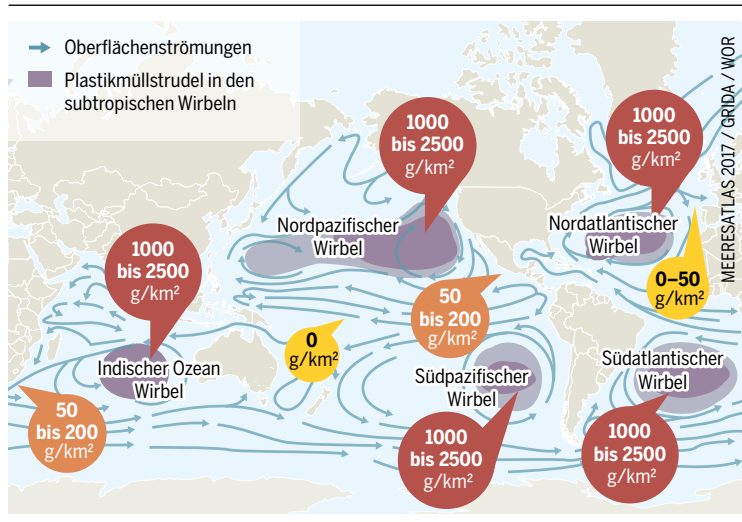 Oberflächenströmungen
Plastikmüllstrudel in den
subtropischen Wirbeln
1000
bis 2500
g/km²
1000
bis 2500
g/km²
MEERESATLAS 2017 / GRIDA / WOR
Nordpazifischer
Wirbel
Nordatlantischer
Wirbel
1000
bis 2500
g/km²
0–50
g/km²
50
bis 200
g/km²
0
g/km²
Indischer Ozean
Wirbel
Südpazifischer
Wirbel
Südatlantischer
Wirbel
50
bis 200
g/km²
1000
bis 2500
g/km²
1000
bis 2500
g/km²